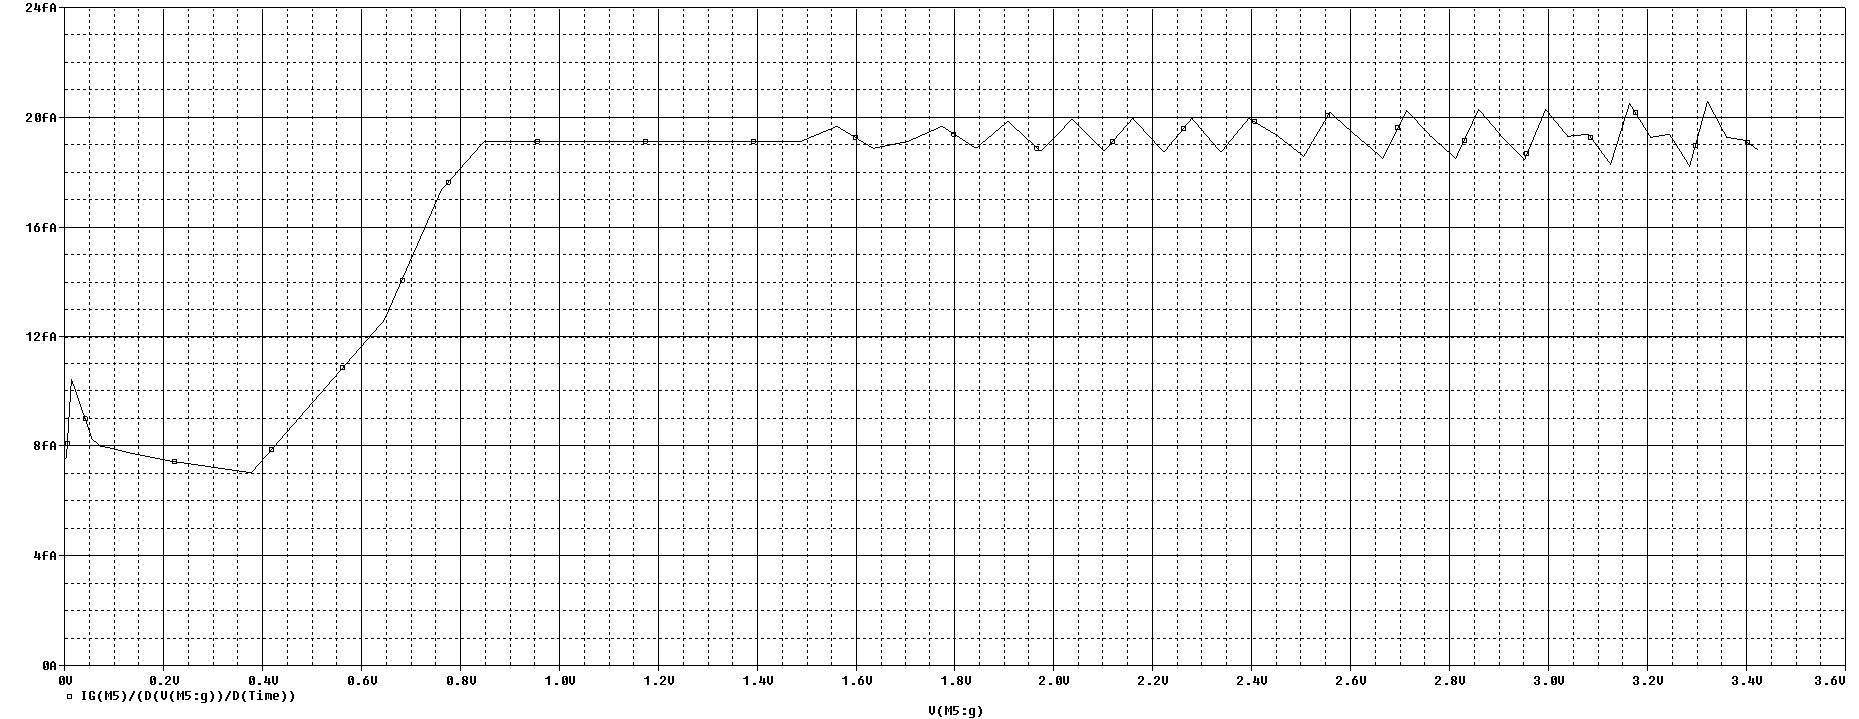 24fA
20fA
16fA
12fA
8fA
4fA
0A
0V 0.2V 0.4V 0.6V 0.8V 1.0V 1.2V 1.4V 1.6V 1.8V 2.0V 2.2V 2.4V 2.6V 2.8V 3.0V 3.2V 3.4V 3.6V
IG(M5)/(D(V(M5:g))/D(Time))
V(M5:g)